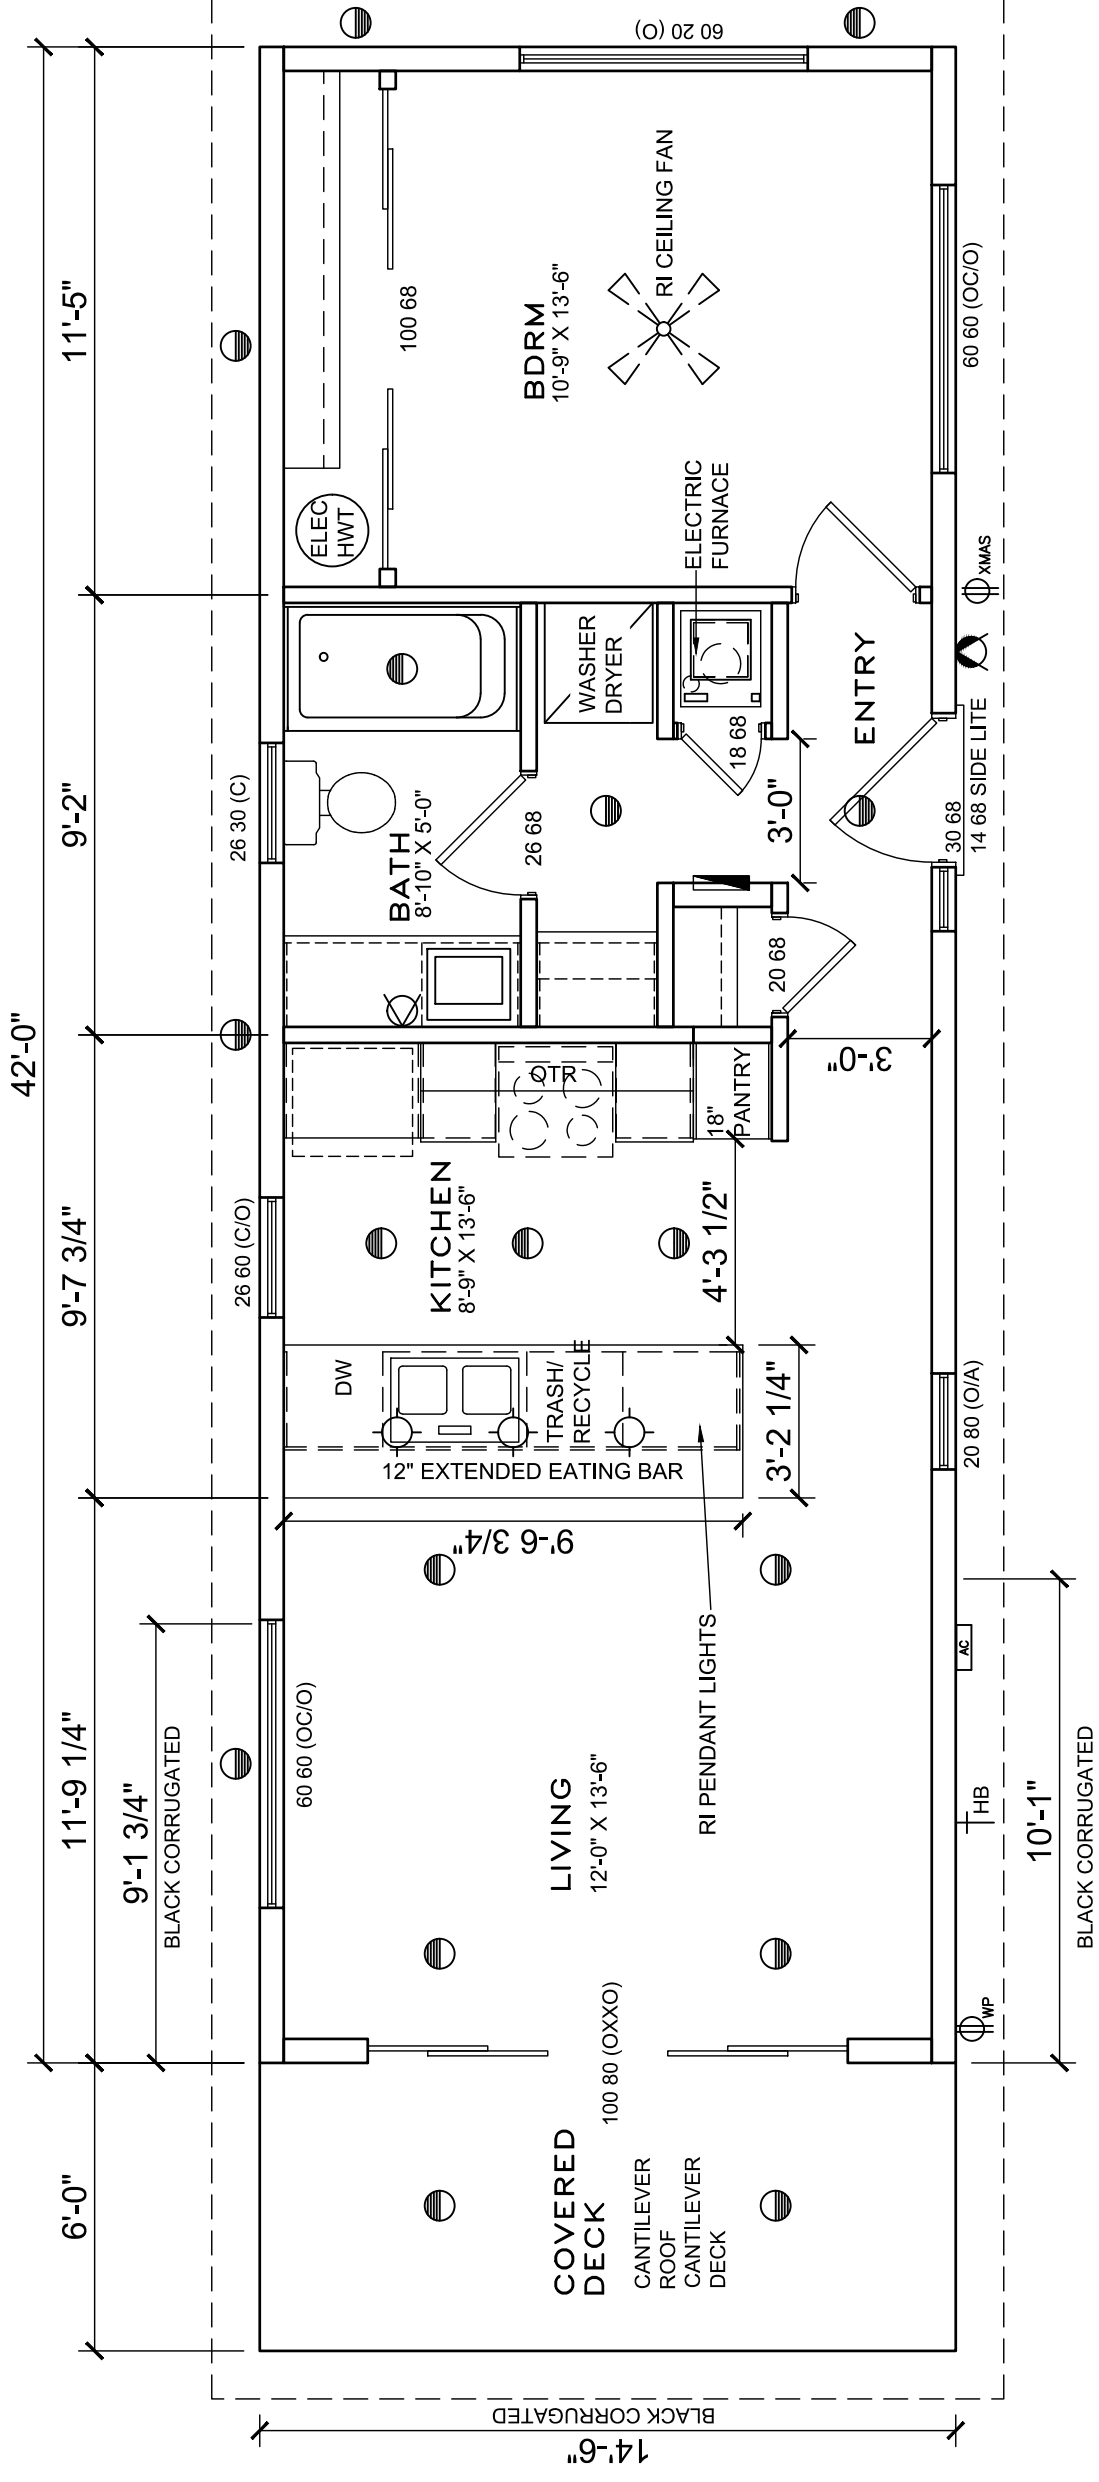 42'-0"
6'-0"
11'-9 1/4"
9'-7 3/4"
9'-2"
11'-5"
9'-1 3/4"
BLACK CORRUGATED
26 60 (C/O)
26 30 (C)
60 60 (OC/O)
DW
ELEC
HWT
BATH
8'-10" X 5'-0"
100 68
12" EXTENDED EATING BAR
KITCHEN
8'-9" X 13'-6"
9'-6 3/4"
26 68
OTR
BDRM
10'-9" X 13'-6"
COVERED
DECK
LIVING
12'-0" X 13'-6"
TRASH/
RECYCLE
WASHER
DRYER
100 80 (OXXO)
60 20 (O)
CANTILEVER
ROOF
CANTILEVER
DECK
RI PENDANT LIGHTS
4'-3 1/2"
18"
PANTRY
18 68
ELECTRIC
FURNACE
RI CEILING FAN
3'-2 1/4"
20 68
3'-0"
3'-0"
ENTRY
30 68
14 68 SIDE LITE
20 80 (O/A)
60 60 (OC/O)
WP
HB
AC
XMAS
10'-1"
BLACK CORRUGATED
BLACK CORRUGATED
14'-6"